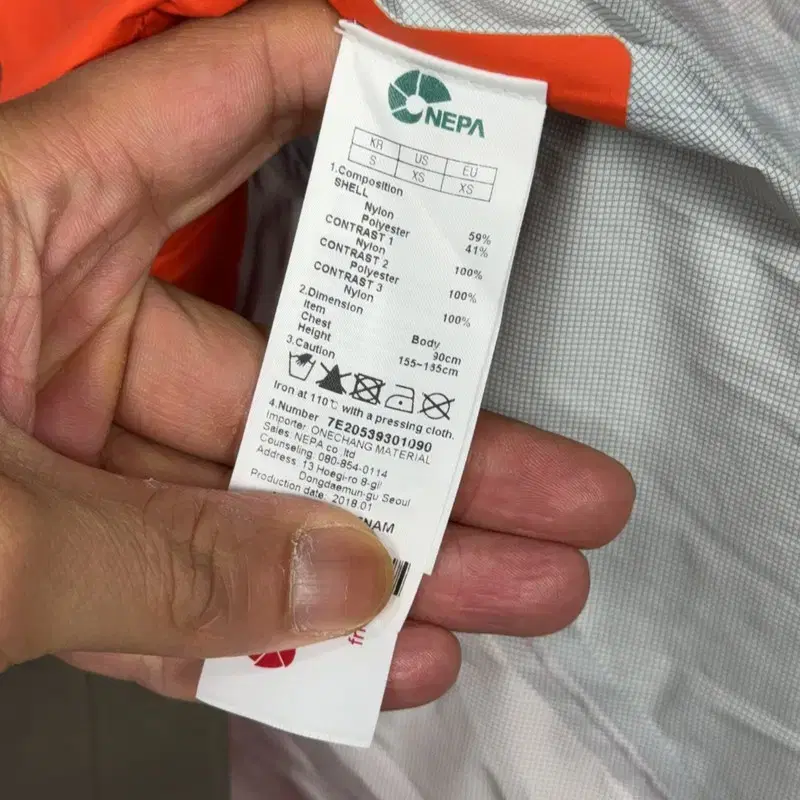 NEPA
KR US EU
S XS XS
1.Composition
SHELL
Nylon 59%
Polyester 41%
CONTRAST 1
Nylon 100%
CONTRAST 2
Polyester 100%
CONTRAST 3
Nylon 100%
2.Dimension
Item Body
Chest 90cm
Height 155~165cm
3.Caution
Iron at 110℃ with a pressing cloth.
4.Number 7E20539301090
Importer: ONECHANG MATERIAL
Sales: NEPA co. ltd
Counseling: 080-854-0114
Address: 13 Hoegi-ro 8-gil
Dongdaemun-gu Seoul
Production date: 2018.01